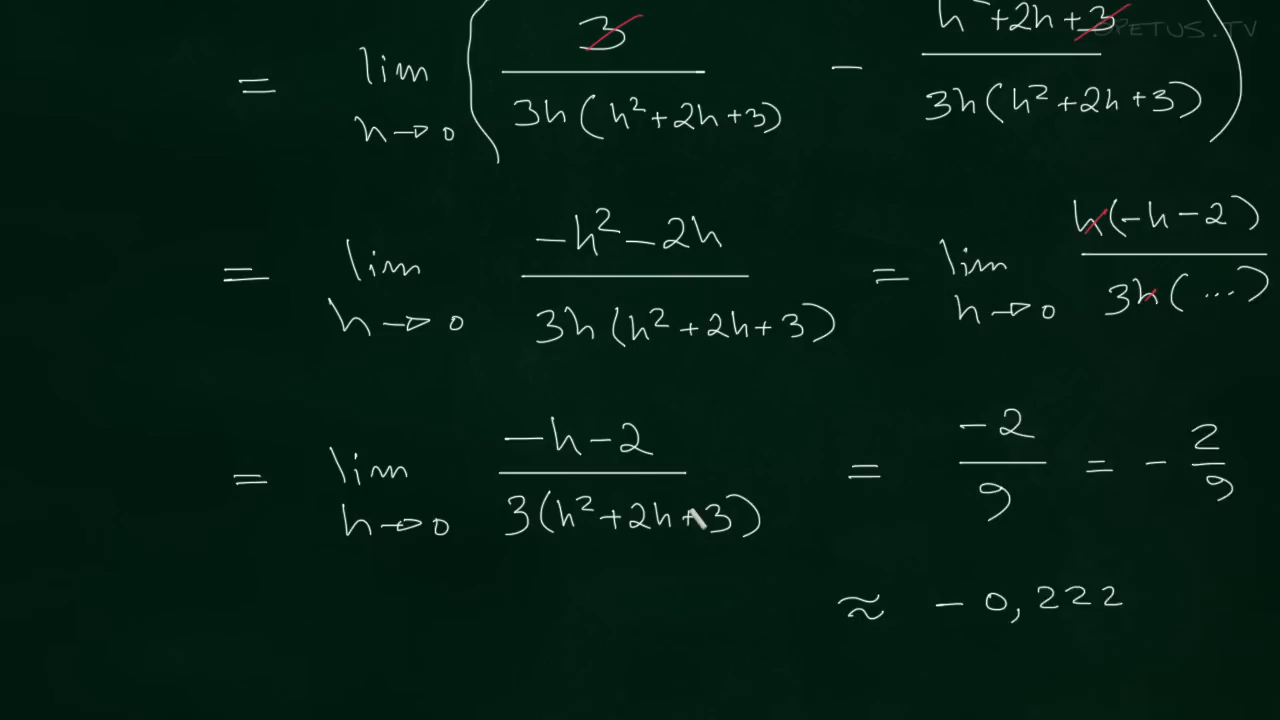 = lim h→0 ( 3 / 3h(h²+2h+3) − h²+2h+3 / 3h(h²+2h+3) )
OPETUS.TV
= lim h→0 −h²−2h / 3h(h²+2h+3) = lim h→0 h(−h−2) / 3h(...)
= lim h→0 −h−2 / 3(h²+2h+3) = −2 / 9 = − 2 / 9
≈ −0,222